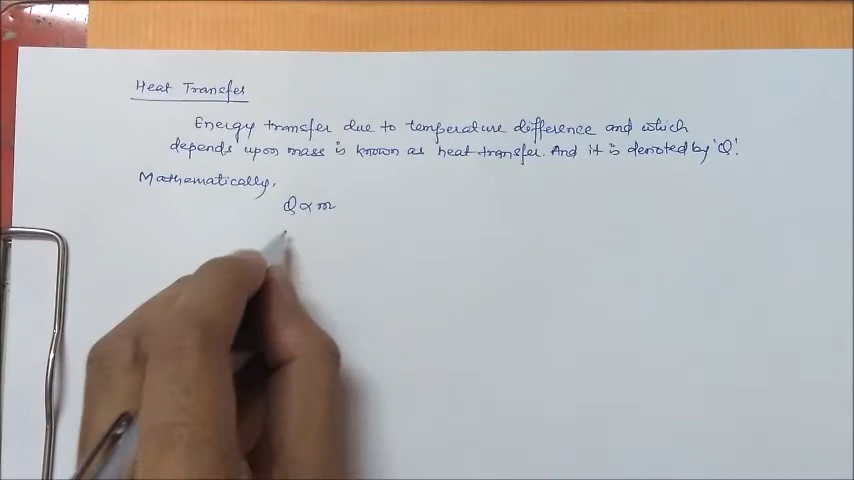 Heat Transfer
Energy transfer due to temperature difference and which
depends upon mass is known as heat transfer. And it is denoted by 'Q'.
Mathematically,
Q ∝ m